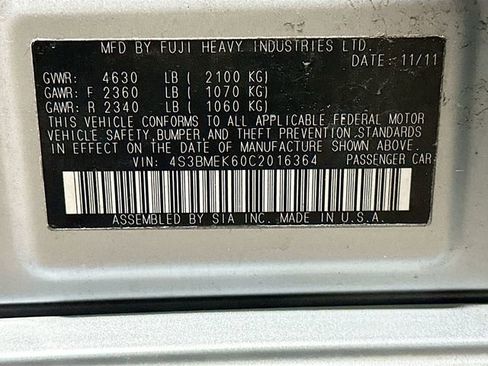 MFD BY FUJI HEAVY INDUSTRIES LTD.
DATE: 11/11
GVWR: 4630 LB ( 2100 KG)
GAWR: F 2360 LB ( 1070 KG)
GAWR: R 2340 LB ( 1060 KG)
THIS VEHICLE CONFORMS TO ALL APPLICABLE FEDERAL MOTOR
VEHICLE SAFETY, BUMPER, AND THEFT PREVENTION STANDARDS
IN EFFECT ON THE DATE OF MANUFACTURE SHOWN ABOVE.
VIN: 4S3BMEK60C2016364 PASSENGER CAR
ASSEMBLED BY SIA INC. MADE IN U.S.A.